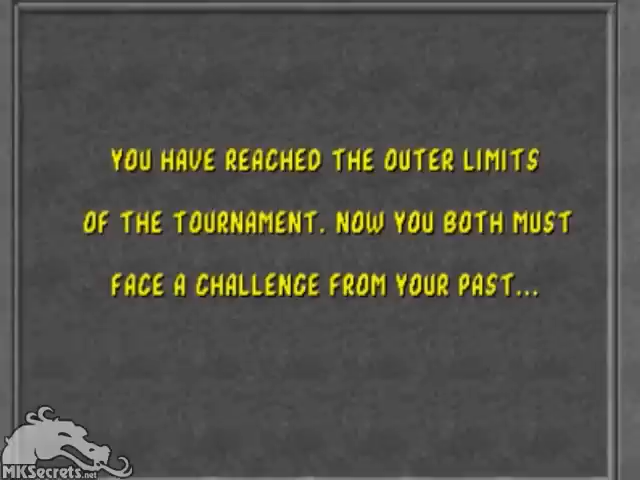 YOU HAVE REACHED THE OUTER LIMITS
OF THE TOURNAMENT. NOW YOU BOTH MUST
FACE A CHALLENGE FROM YOUR PAST...
MKSecrets.net